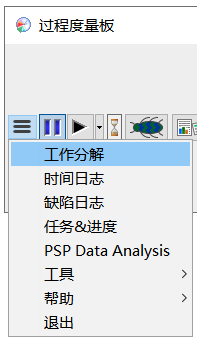 过程度量板
工作分解
时间日志
缺陷日志
任务&进度
PSP Data Analysis
工具
帮助
退出